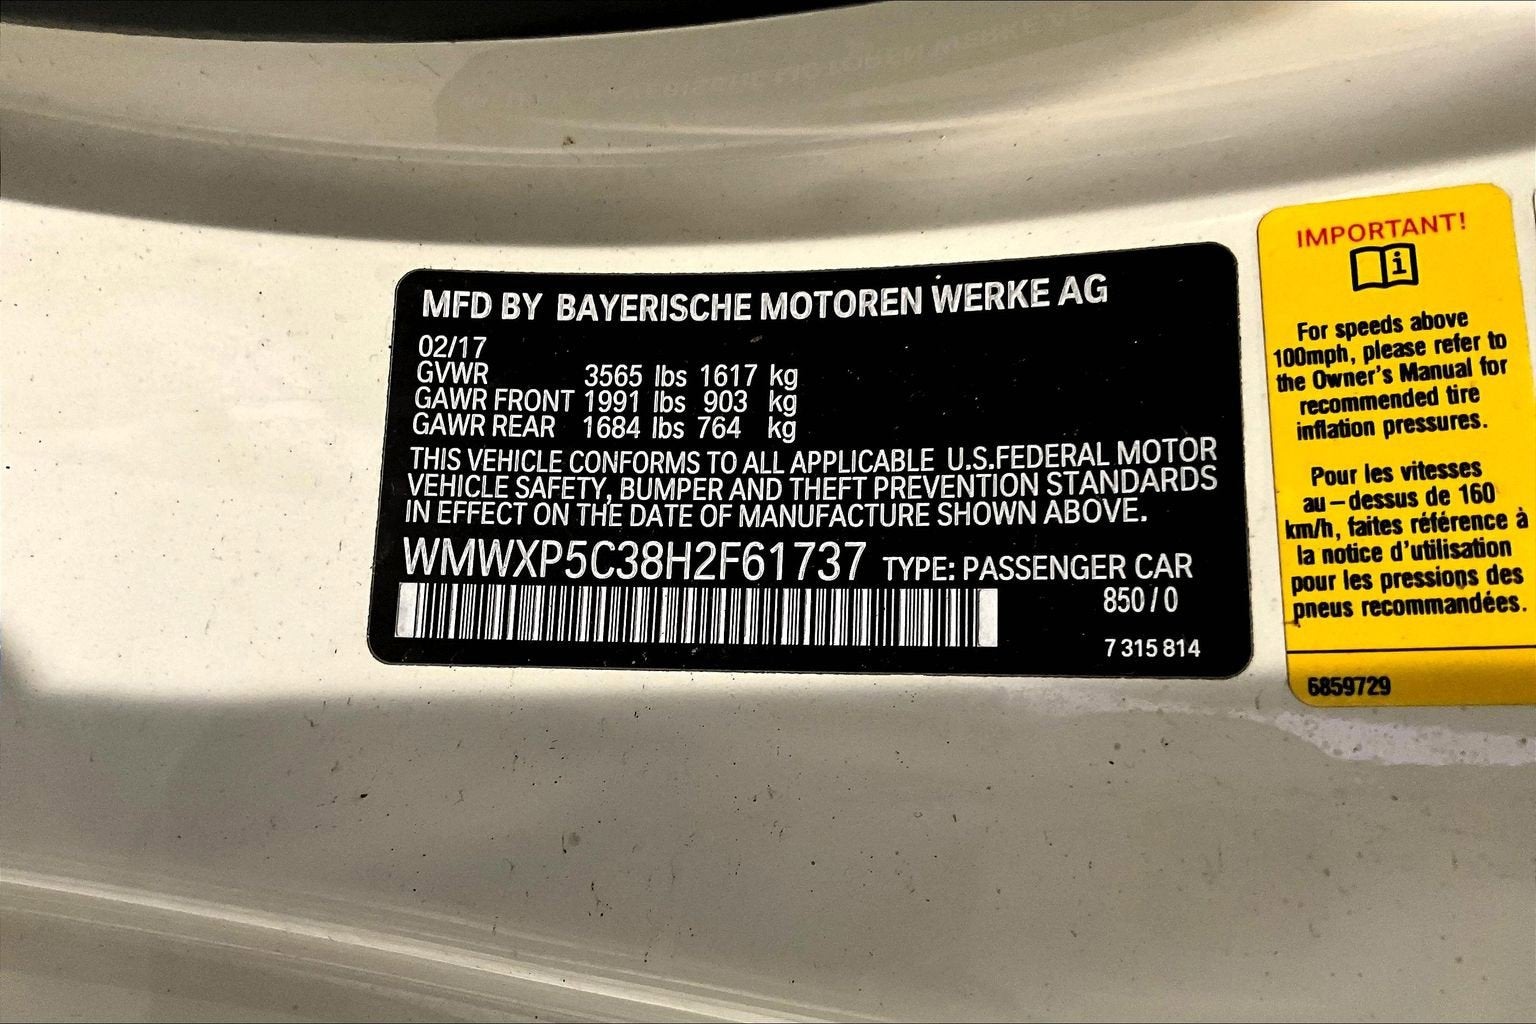 MFD BY BAYERISCHE MOTOREN WERKE AG
02/17
GVWR 3565 lbs 1617 kg
GAWR FRONT 1991 lbs 903 kg
GAWR REAR 1684 lbs 764 kg
THIS VEHICLE CONFORMS TO ALL APPLICABLE U.S.FEDERAL MOTOR
VEHICLE SAFETY, BUMPER AND THEFT PREVENTION STANDARDS
IN EFFECT ON THE DATE OF MANUFACTURE SHOWN ABOVE.
WMWXP5C38H2F61737 TYPE: PASSENGER CAR
850/0
7 315 814
IMPORTANT!
i
For speeds above
100mph, please refer to
the Owner's Manual for
recommended tire
inflation pressures.
Pour les vitesses
au-dessus de 160
km/h, faites référence à
la notice d'utilisation
pour les pressions des
pneus recommandées.
6859729